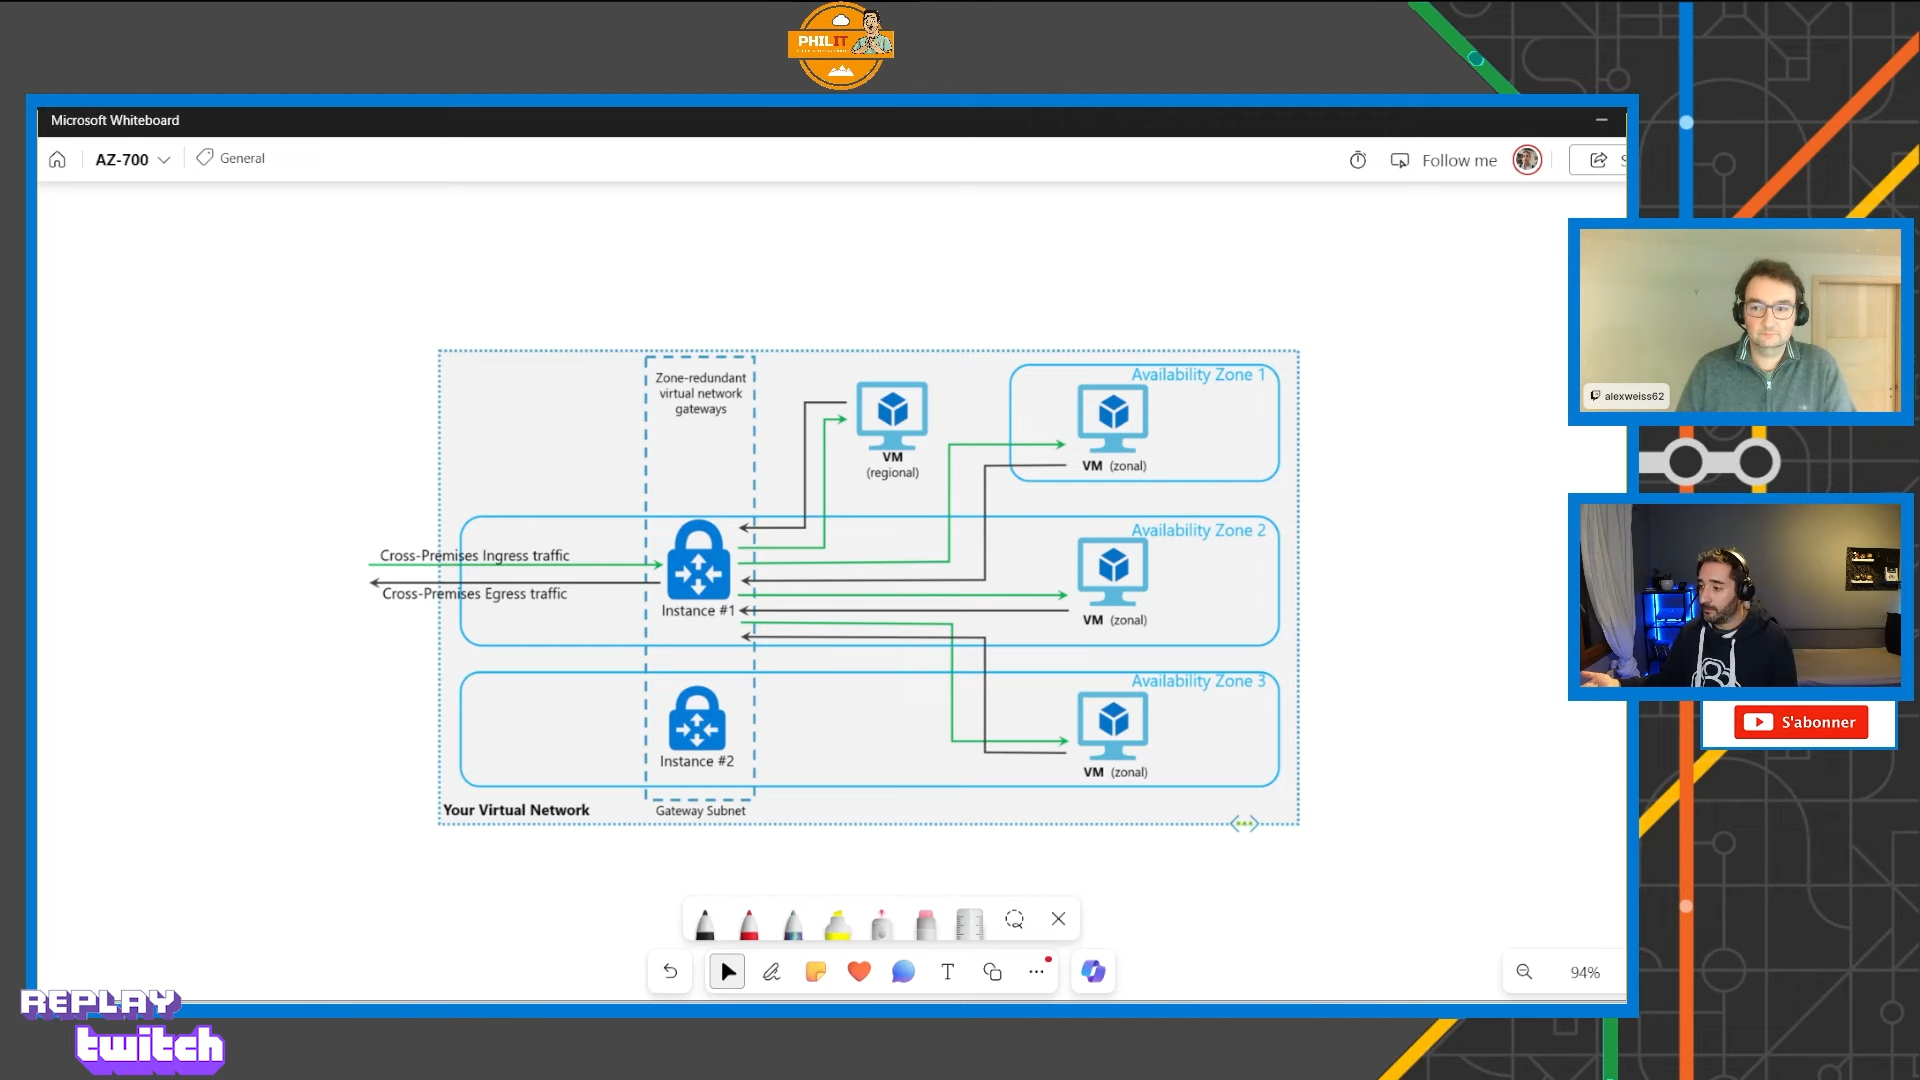 PHILIT
Microsoft Whiteboard
AZ-700
General
Follow me
Zone-redundant
virtual network
gateways
VM
(regional)
Availability Zone 1
VM (zonal)
Availability Zone 2
Cross-Premises Ingress traffic
Cross-Premises Egress traffic
Instance #1
VM (zonal)
Availability Zone 3
Instance #2
VM (zonal)
Your Virtual Network
Gateway Subnet
94%
alexweiss62
S'abonner
REPLAY
twitch